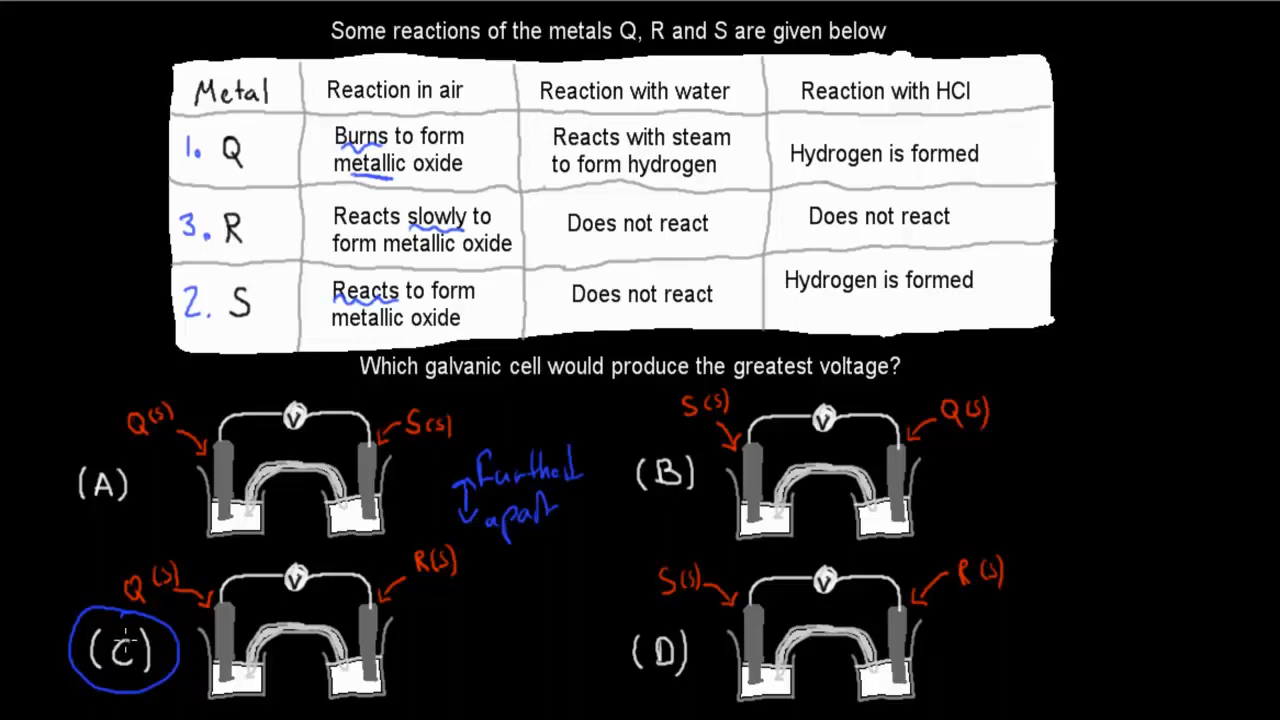 Some reactions of the metals Q, R and S are given below
Metal
Reaction in air
Reaction with water
Reaction with HCl
1. Q
Burns to form
metallic oxide
Reacts with steam
to form hydrogen
Hydrogen is formed
3. R
Reacts slowly to
form metallic oxide
Does not react
Does not react
2. S
Reacts to form
metallic oxide
Does not react
Hydrogen is formed
Which galvanic cell would produce the greatest voltage?
(A)
Q(s)
V
S(s)
Furthest
apart
(B)
S(s)
V
Q(s)
(C)
Q(s)
V
R(s)
(D)
S(s)
V
R(s)